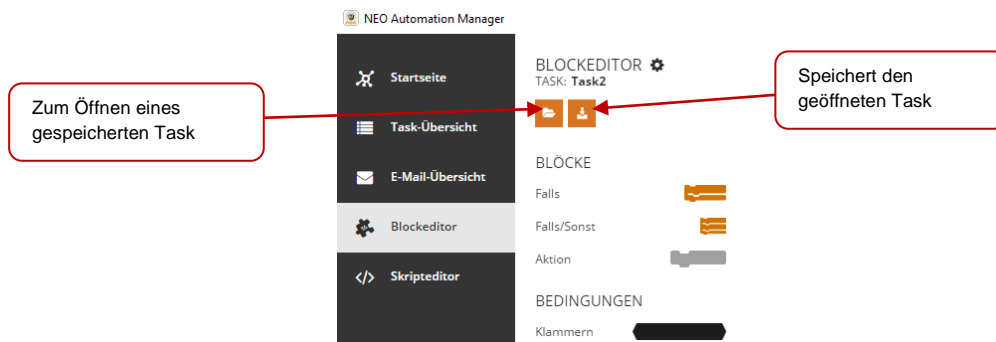 NEO Automation Manager
Startseite
Task-Übersicht
E-Mail-Übersicht
Blockeditor
Skripteditor
BLOCKEDITOR
TASK: Task2
BLÖCKE
Falls
Falls/Sonst
Aktion
BEDINGUNGEN
Klammern
Zum Öffnen eines
gespeicherten Task
Speichert den
geöffneten Task